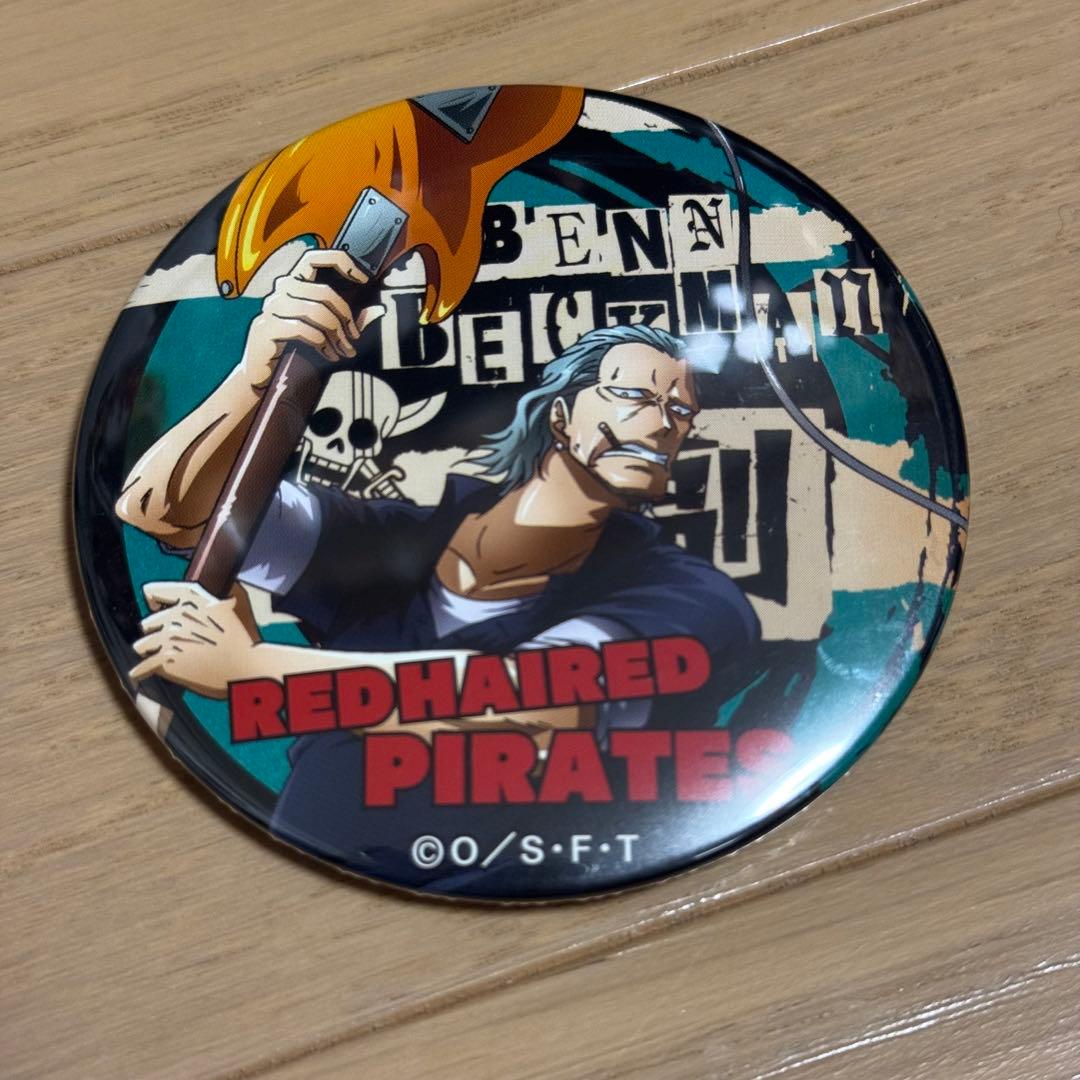 BENN
BECKMAN
REDHAIRED
PIRATES
©O/S・F・T